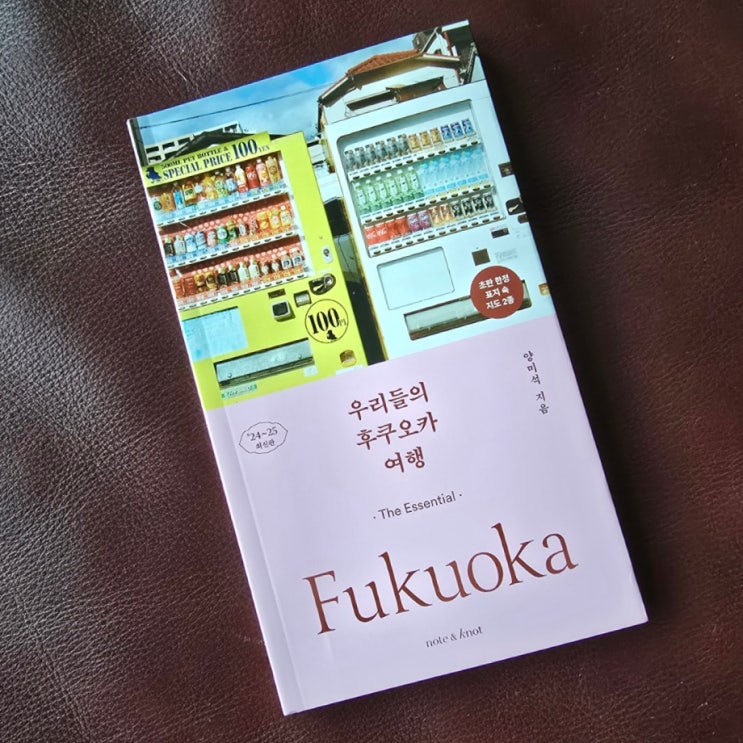 500ML PET BOTTLE &
SPECIAL PRICE 100YEN
100円
초판 한정
표지 속
지도 2종
양미석 지음
우리들의
후쿠오카
여행
'24~25
최신판
· The Essential ·
Fukuoka
note & knot